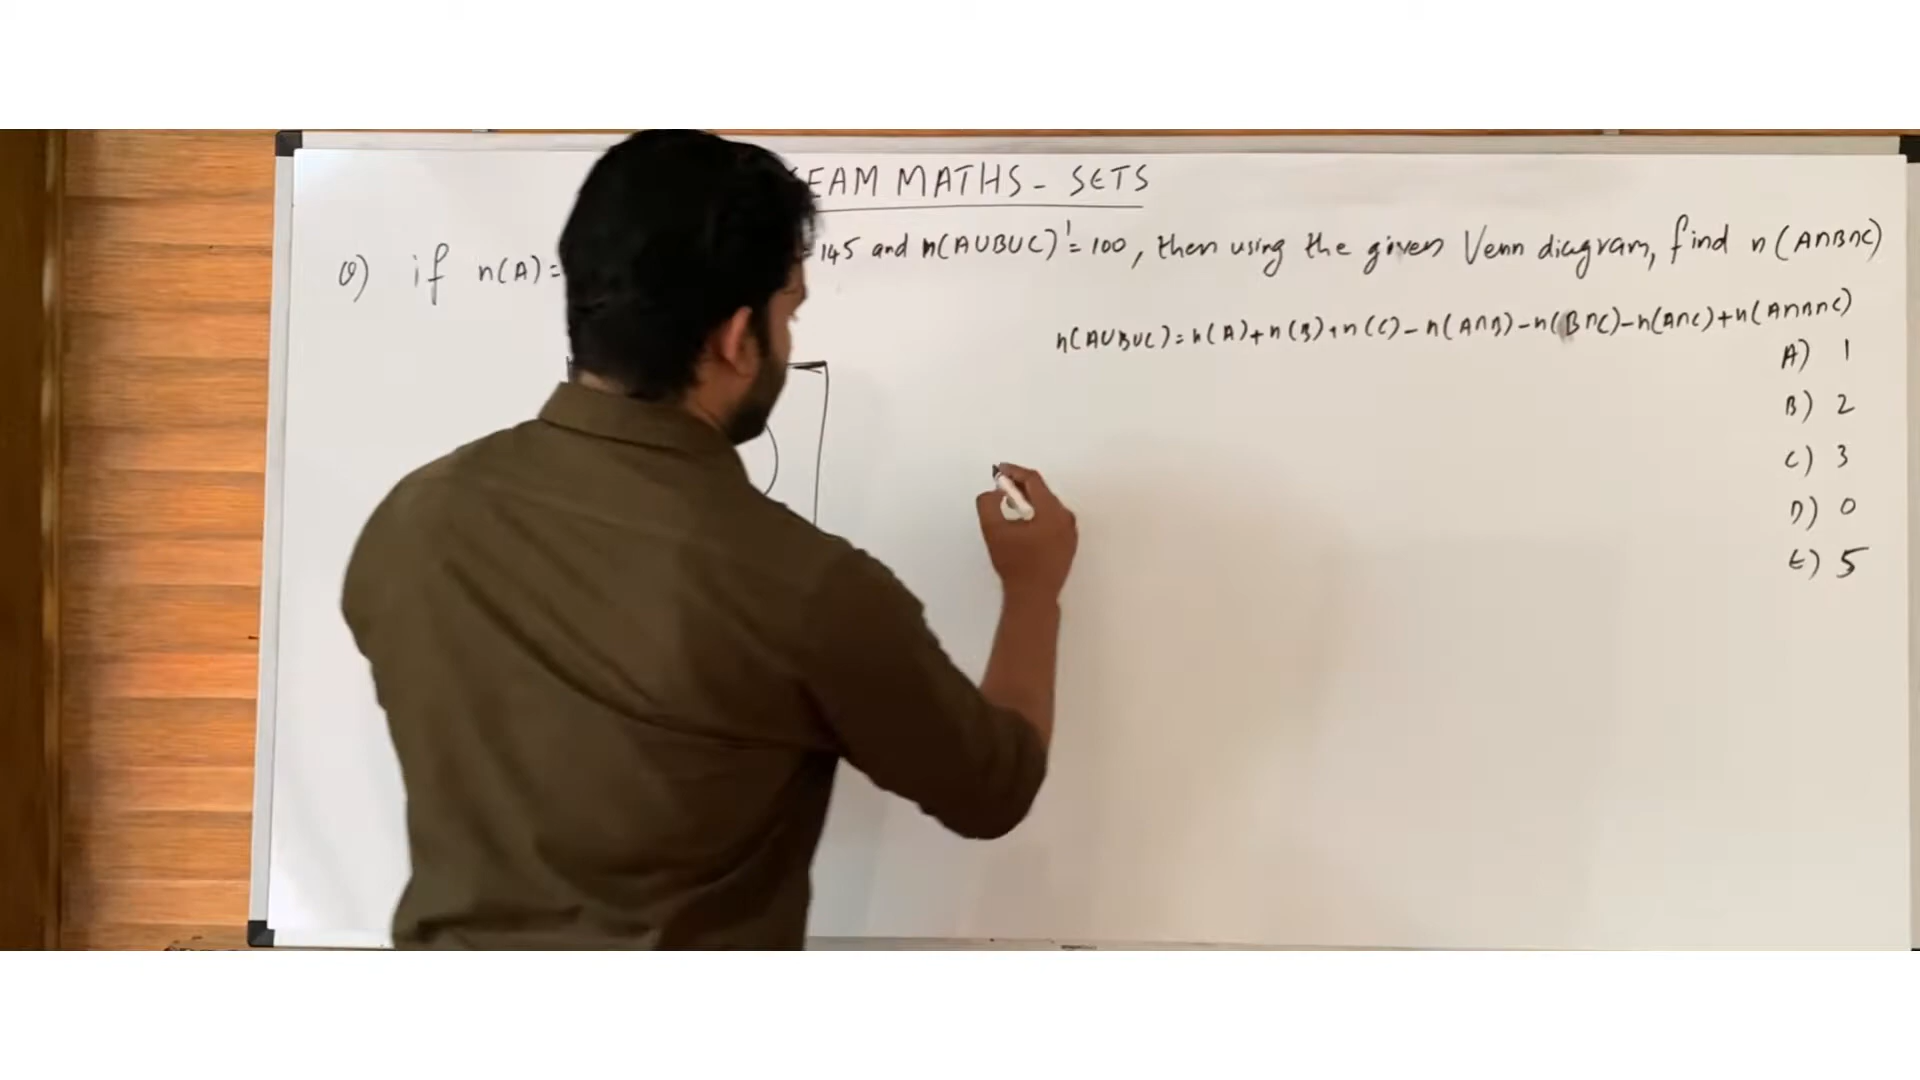 EAM MATHS - SETS
Q) if n(A)= = 145 and n(AUBUC)'= 100, then using the given Venn diagram, find n(A∩B∩C)
n(AUBUC)=n(A)+n(B)+n(C)-n(A∩B)-n(B∩C)-n(A∩C)+n(A∩B∩C)
A) 1
B) 2
C) 3
D) 0
E) 5